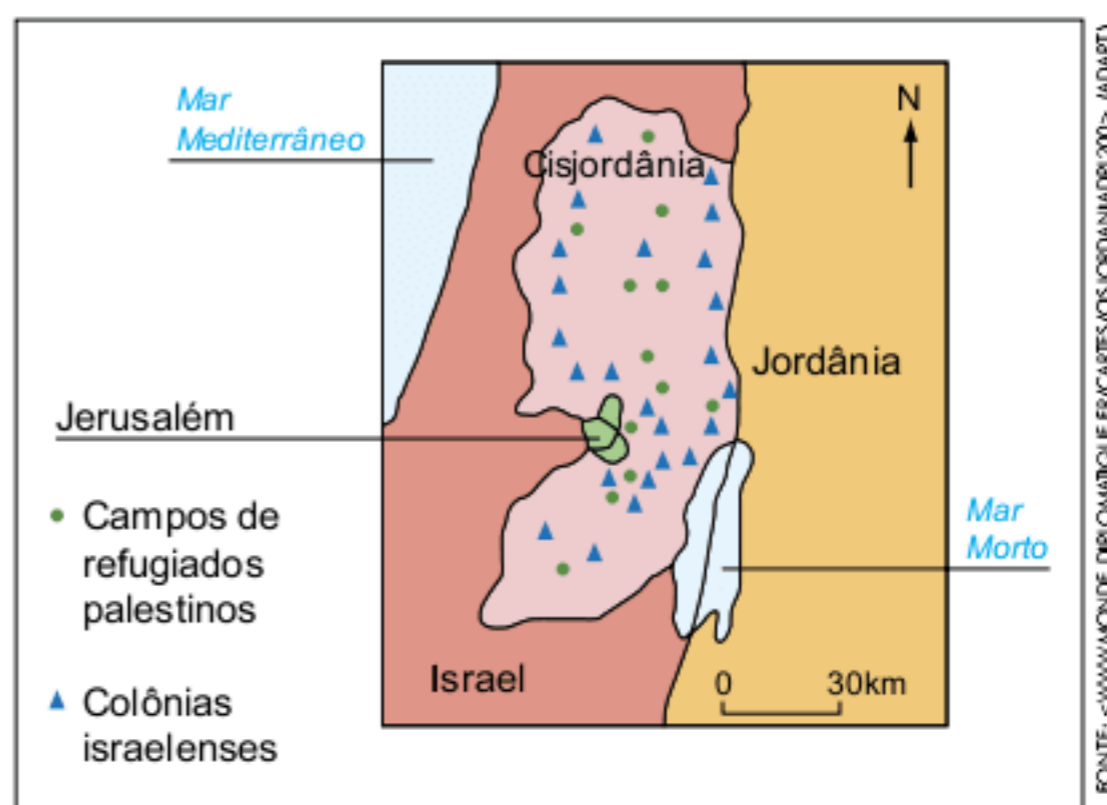 Mar
Mediterrâneo
N
Cisjordânia
Jordânia
Jerusalém
Campos de
refugiados
palestinos
Mar
Morto
Israel
0 30km
Colônias
israelenses